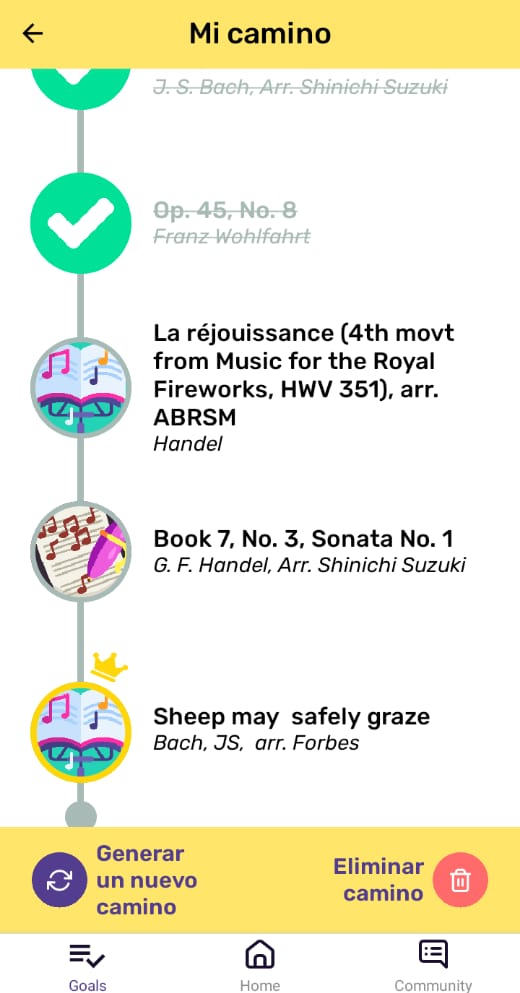 Mi camino
J. S. Bach, Arr. Shinichi Suzuki
Op. 45, No. 8
Franz Wohlfahrt
La réjouissance (4th movt
from Music for the Royal
Fireworks, HWV 351), arr.
ABRSM
Handel
Book 7, No. 3, Sonata No. 1
G. F. Handel, Arr. Shinichi Suzuki
Sheep may  safely graze
Bach, JS,  arr. Forbes
Generar
un nuevo
camino
Eliminar
camino
Goals
Home
Community